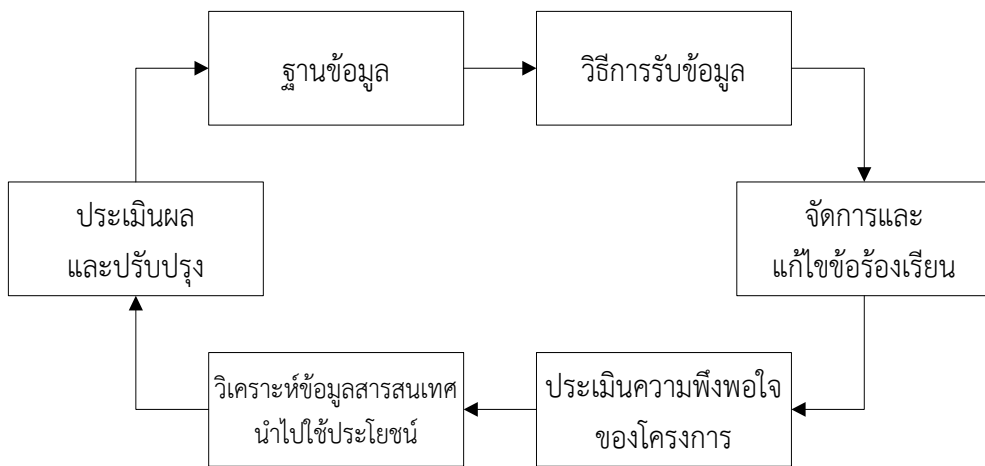 ฐานข้อมูล
วิธีการรับข้อมูล
จัดการและ
แก้ไขข้อร้องเรียน
ประเมินความพึงพอใจ
ของโครงการ
วิเคราะห์ข้อมูลสารสนเทศ
นำไปใช้ประโยชน์
ประเมินผล
และปรับปรุง